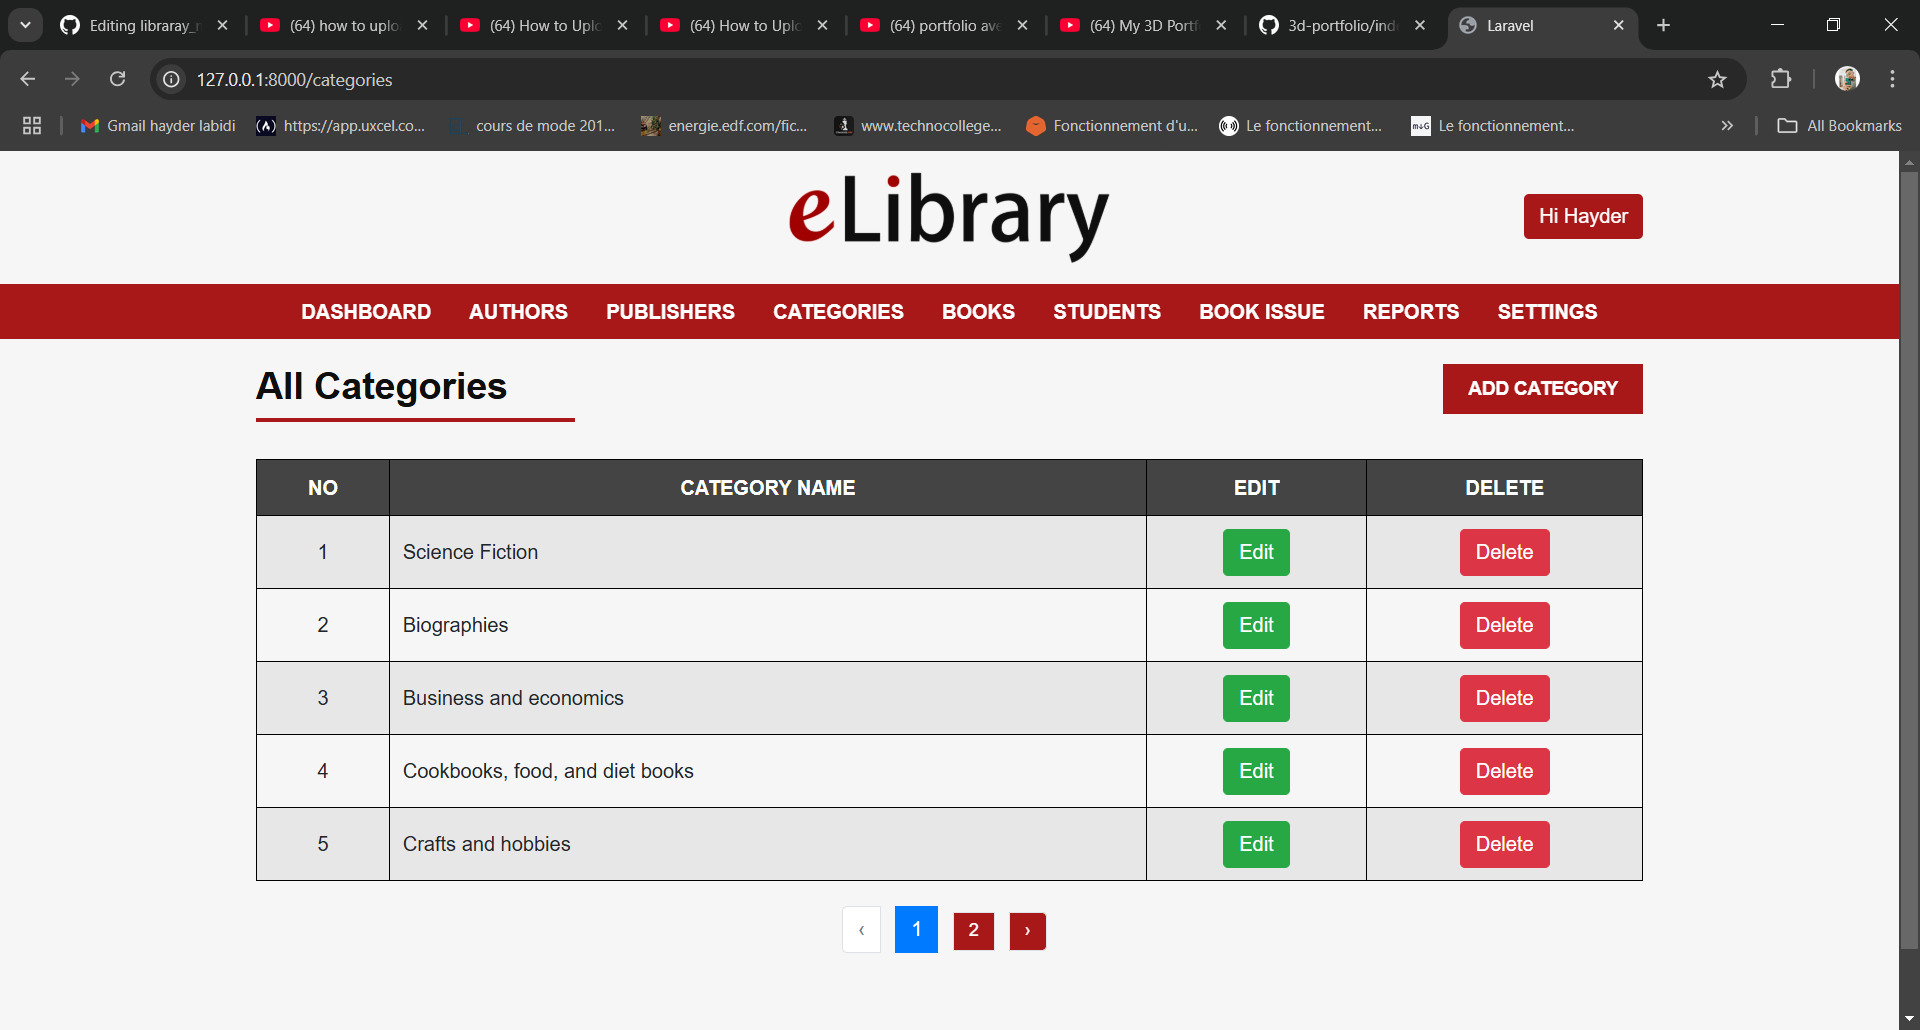 Editing libraray_
(64) how to uplo
(64) How to Uplo
(64) How to Uplo
(64) portfolio ave
(64) My 3D Portf
3d-portfolio/ind
Laravel
127.0.0.1:8000/categories
Gmail hayder labidi
https://app.uxcel.co...
cours de mode 201...
energie.edf.com/fic...
www.technocollege...
Fonctionnement d'u...
Le fonctionnement...
Le fonctionnement...
All Bookmarks
eLibrary
Hi Hayder
DASHBOARD AUTHORS PUBLISHERS CATEGORIES BOOKS STUDENTS BOOK ISSUE REPORTS SETTINGS
All Categories
ADD CATEGORY
NO CATEGORY NAME EDIT DELETE
1 Science Fiction Edit Delete
2 Biographies Edit Delete
3 Business and economics Edit Delete
4 Cookbooks, food, and diet books Edit Delete
5 Crafts and hobbies Edit Delete
‹ 1 2 ›